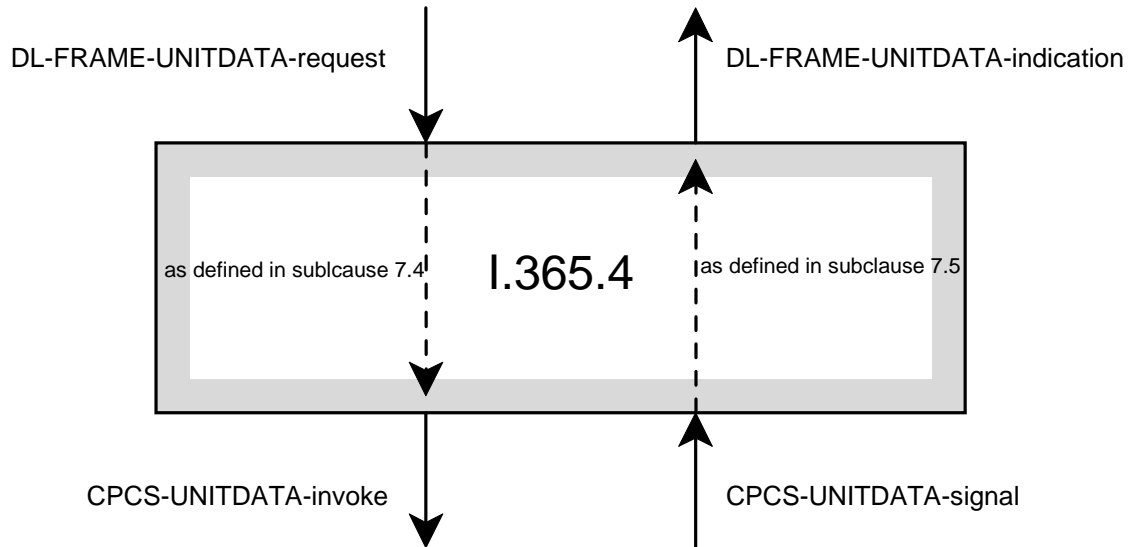 DL-FRAME-UNITDATA-request
DL-FRAME-UNITDATA-indication
as defined in sublcause 7.4
I.365.4
as defined in subclause 7.5
CPCS-UNITDATA-invoke
CPCS-UNITDATA-signal